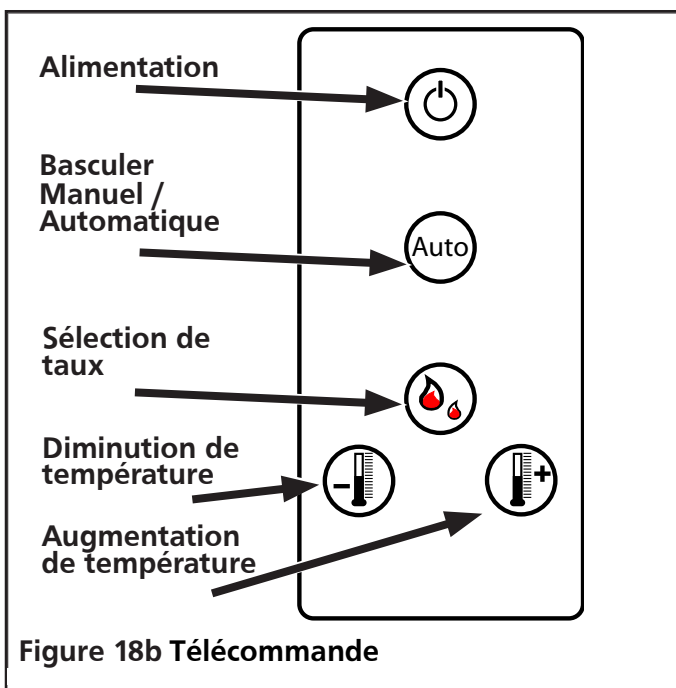 Alimentation
Basculer
Manuel /
Automatique
Auto
Sélection de
taux
Diminution de
température
Augmentation
de température
Figure 18b Télécommande